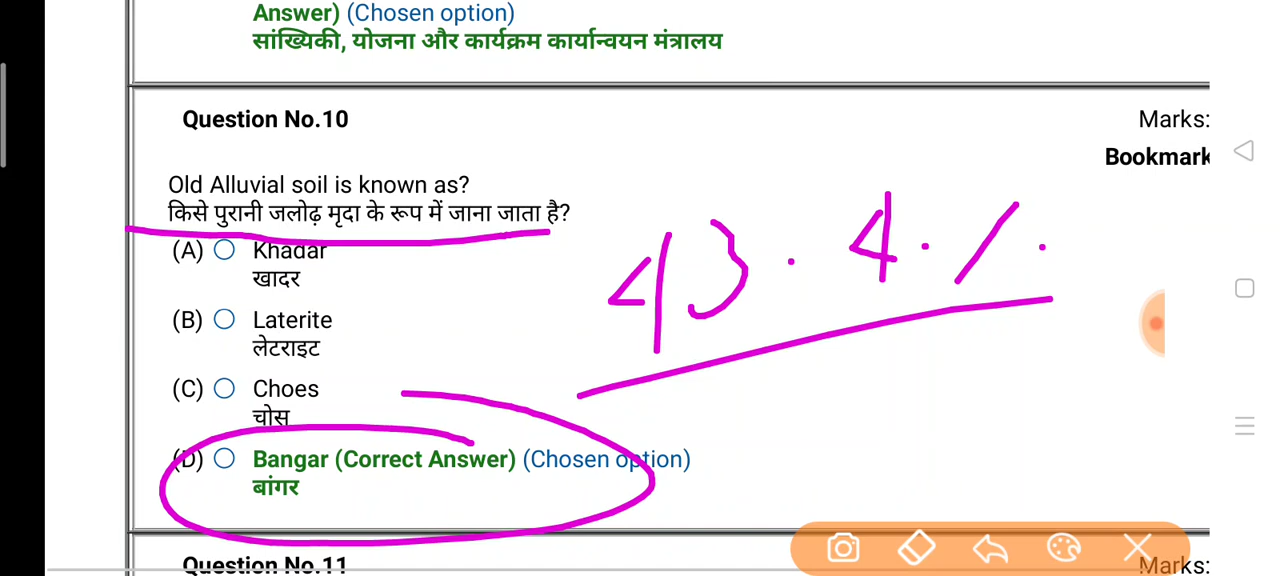 Answer) (Chosen option)
सांख्यिकी, योजना और कार्यक्रम कार्यान्वयन मंत्रालय
Question No.10
Marks:
Bookmark
Old Alluvial soil is known as?
किसे पुरानी जलोढ़ मृदा के रूप में जाना जाता है?
(A) Khadar
खादर
43.4.%
(B) Laterite
लेटराइट
(C) Choes
चोस
(D) Bangar (Correct Answer) (Chosen option)
बांगर
Question No.11
Marks: